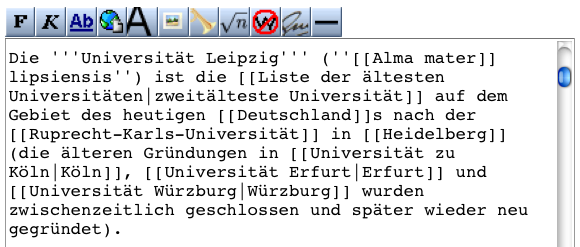 F K Ab A √n W
Die '''Universität Leipzig''' (''[[Alma mater]]
lipsiensis'') ist die [[Liste der ältesten
Universitäten|zweitälteste Universität]] auf dem
Gebiet des heutigen [[Deutschland]]s nach der
[[Ruprecht-Karls-Universität]] in [[Heidelberg]]
(die älteren Gründungen in [[Universität zu
Köln|Köln]], [[Universität Erfurt|Erfurt]] und
[[Universität Würzburg|Würzburg]] wurden
zwischenzeitlich geschlossen und später wieder neu
gegründet).